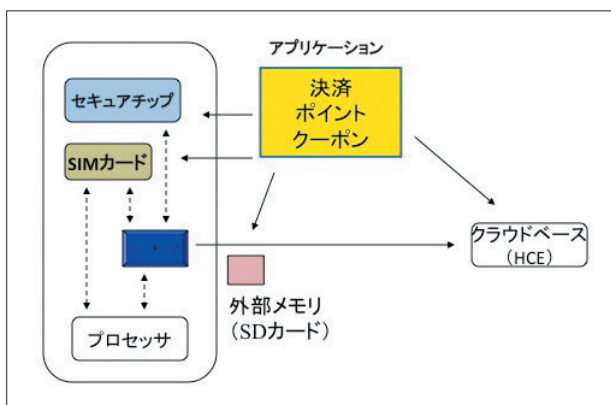 アプリケーション
決済
ポイント
クーポン
セキュアチップ
SIMカード
クラウドベース
（HCE）
外部メモリ
（SDカード）
プロセッサ